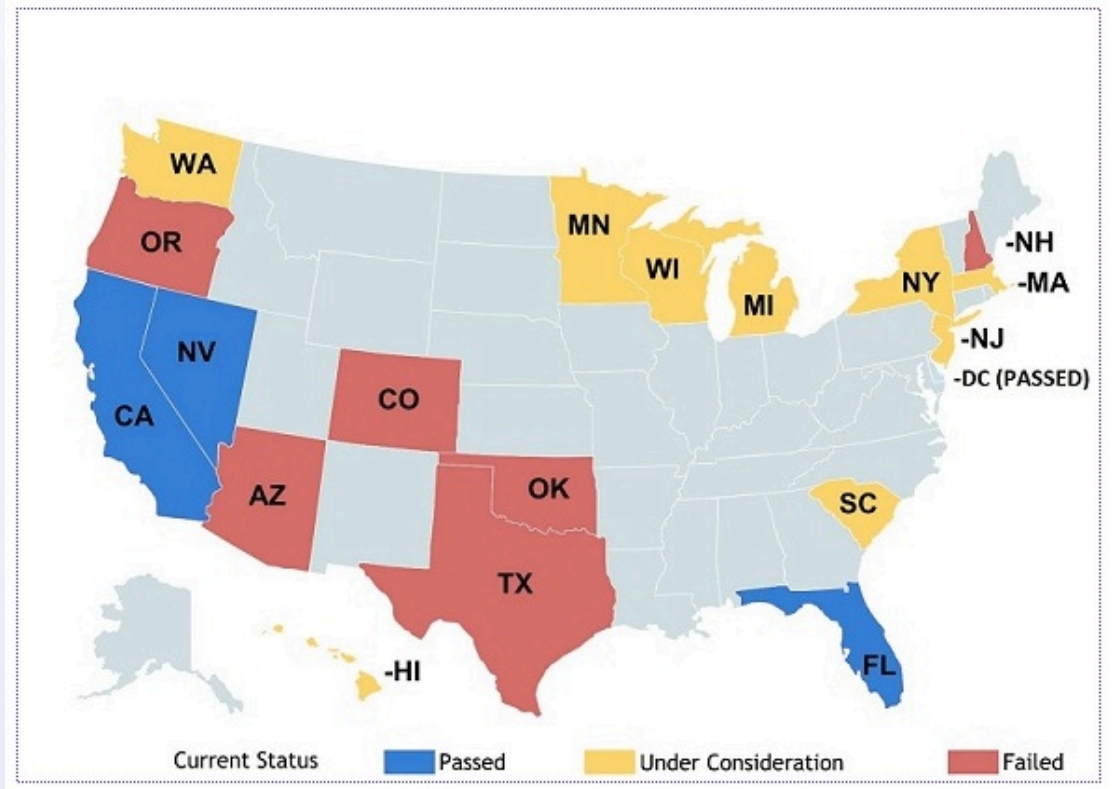 WA
MN
OR
-NH
WI
NY
-MA
MI
-NJ
NV
-DC (PASSED)
CO
CA
OK
AZ
SC
TX
FL
-HI
Current Status Passed Under Consideration Failed